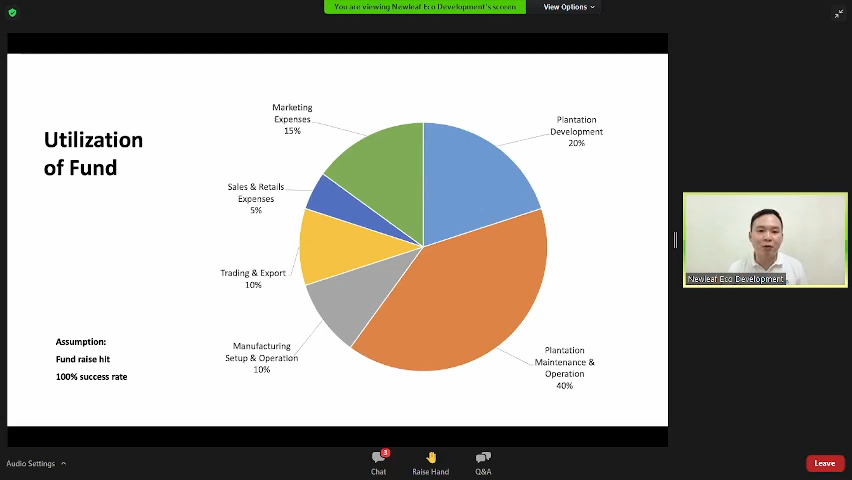 You are viewing Newleaf Eco Development's screen
View Options
Utilization
of Fund
Marketing
Expenses
15%
Plantation
Development
20%
Sales & Retails
Expenses
5%
Trading & Export
10%
Manufacturing
Setup & Operation
10%
Plantation
Maintenance &
Operation
40%
Assumption:
Fund raise hit
100% success rate
Newleaf Eco Development
Audio Settings
3
Chat
Raise Hand
Q&A
Leave